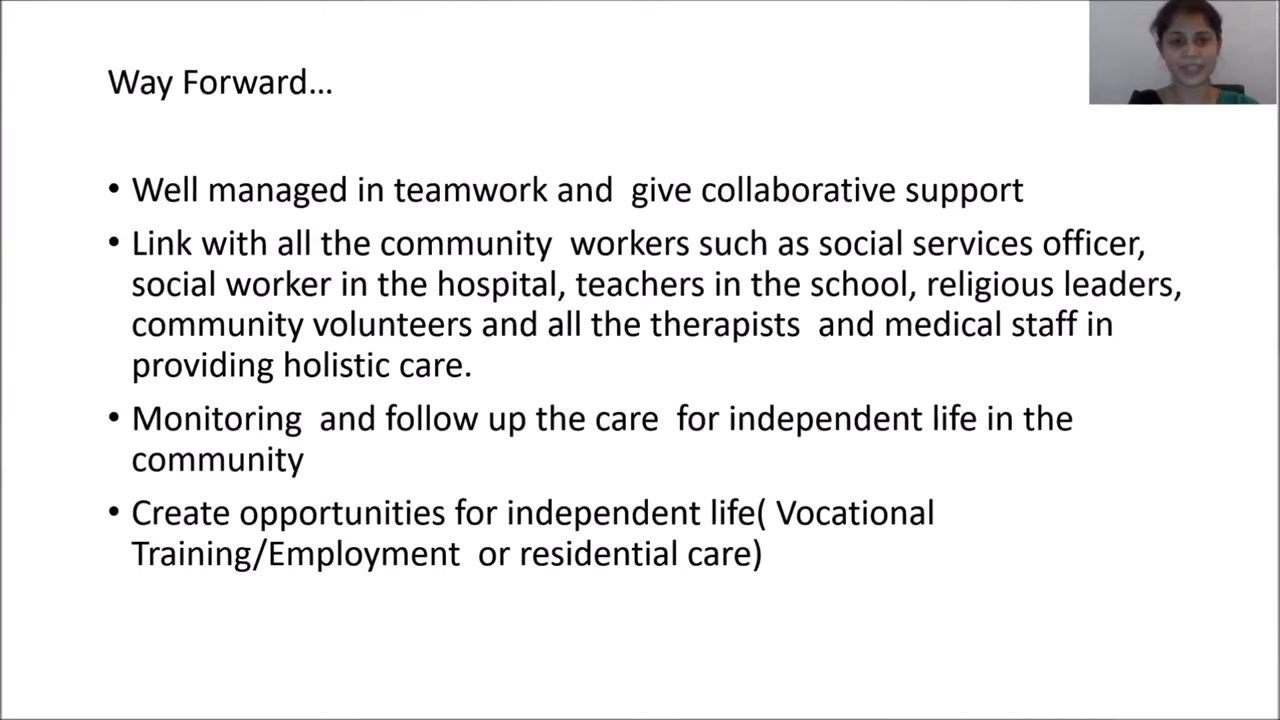 Way Forward...
• Well managed in teamwork and  give collaborative support
• Link with all the community  workers such as social services officer,
social worker in the hospital, teachers in the school, religious leaders,
community volunteers and all the therapists  and medical staff in
providing holistic care.
• Monitoring  and follow up the care  for independent life in the
community
• Create opportunities for independent life( Vocational
Training/Employment  or residential care)